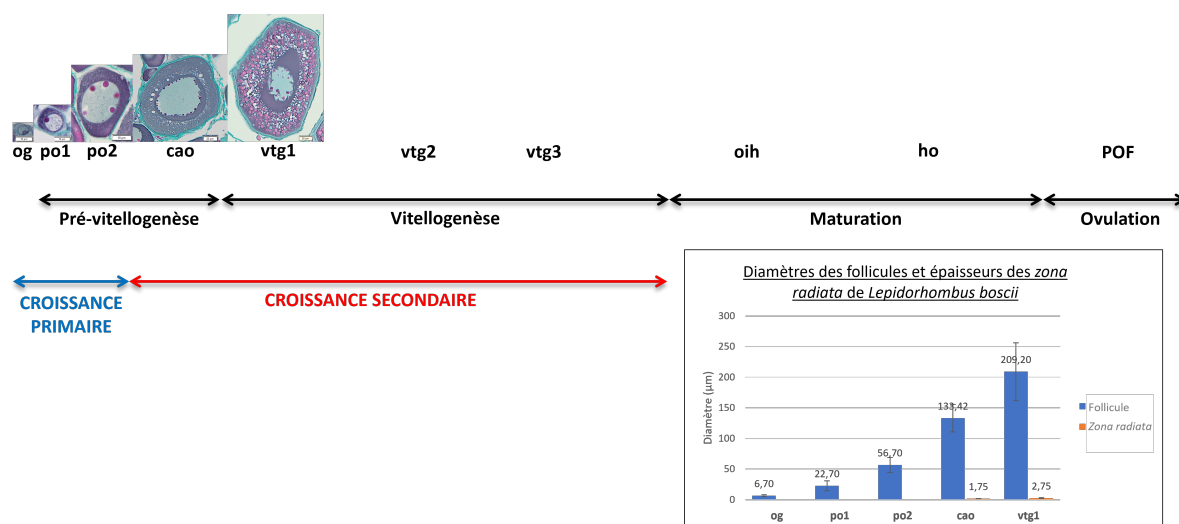 og po1 po2 cao vtg1 vtg2 vtg3 oih ho POF
Pré-vitellogenèse Vitellogenèse Maturation Ovulation
CROISSANCE
PRIMAIRE
CROISSANCE SECONDAIRE
Diamètres des follicules et épaisseurs des zona
radiata de Lepidorhombus boscii
300
250
200
150
100
50
0
Diamètre (µm)
6,70
22,70
56,70
133,42
1,75
209,20
2,75
og po1 po2 cao vtg1
Follicule
Zona radiata